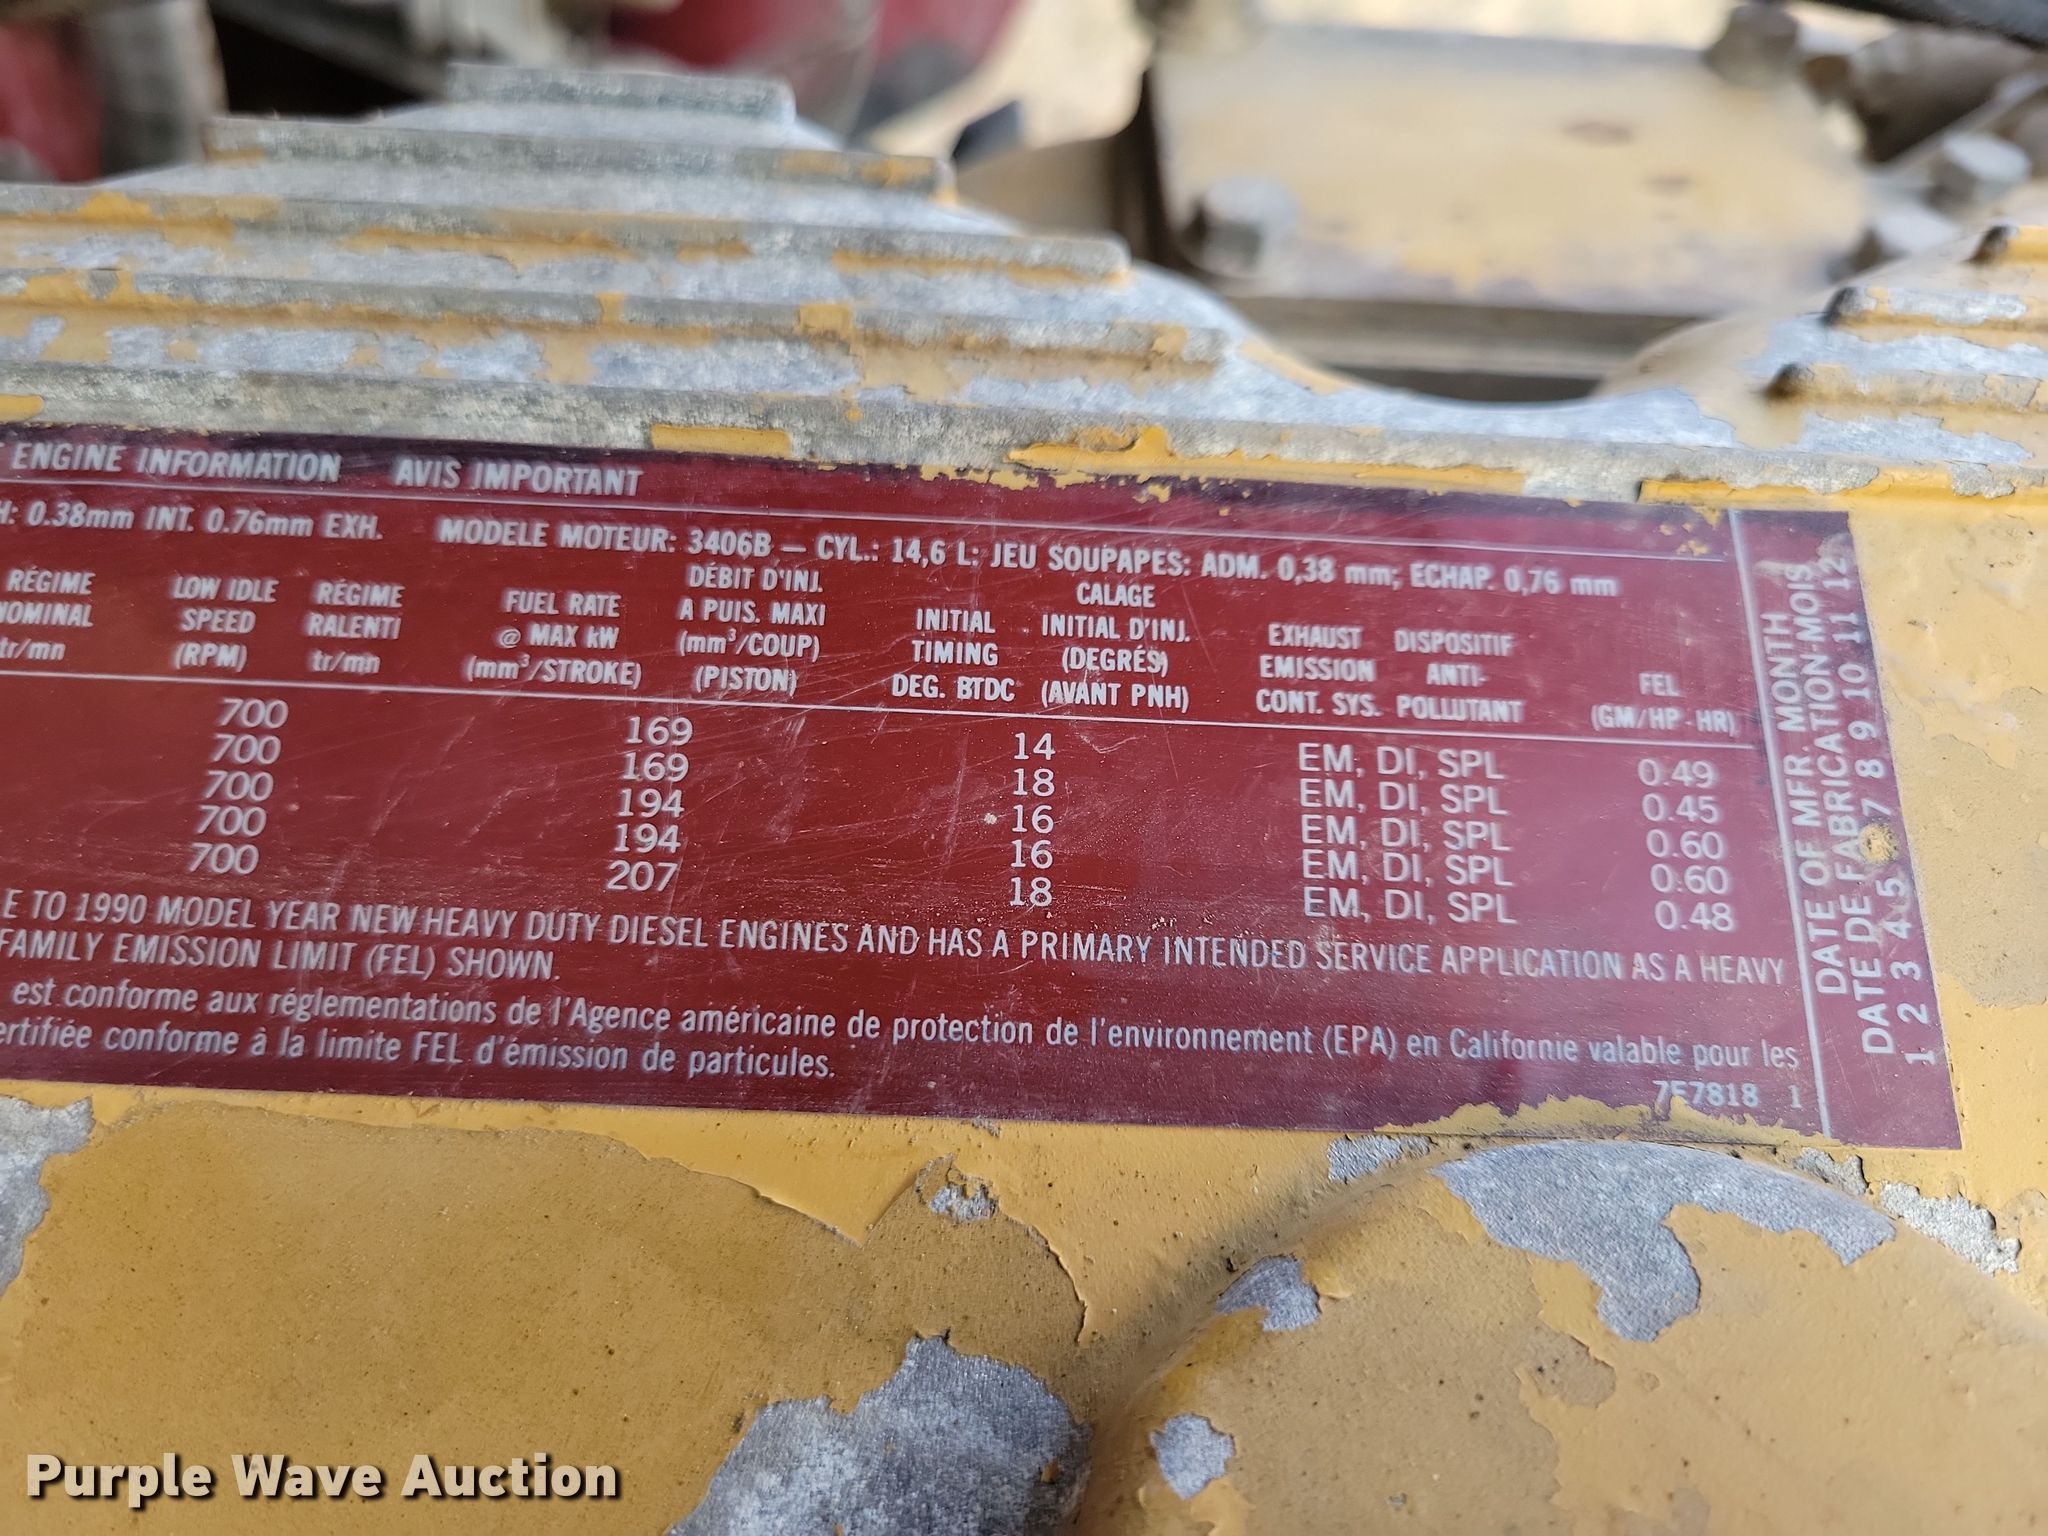 ENGINE INFORMATION AVIS IMPORTANT
H: 0.38mm INT. 0.76mm EXH. MODELE MOTEUR: 3406B – CYL.: 14,6 L: JEU SOUPAPES: ADM. 0,38 mm; ECHAP. 0,76 mm
DÉBIT D'INJ. CALAGE
RÉGIME LOW IDLE RÉGIME FUEL RATE A PUIS. MAXI INITIAL INITIAL D'INJ. EXHAUST DISPOSITIF
NOMINAL SPEED RALENTI @ MAX kW (mm³/COUP) TIMING (DEGRÉS) EMISSION ANTI- FEL
tr/mn (RPM) tr/mn (mm³/STROKE) (PISTON) DEG. BTDC (AVANT PNH) CONT. SYS. POLLUTANT (GM/HP - HR)
700 169 14 EM, DI, SPL 0.49
700 169 18 EM, DI, SPL 0.45
700 194 16 EM, DI, SPL 0.60
700 194 16 EM, DI, SPL 0.60
700 207 18 EM, DI, SPL 0.48
E TO 1990 MODEL YEAR NEW HEAVY DUTY DIESEL ENGINES AND HAS A PRIMARY INTENDED SERVICE APPLICATION AS A HEAVY
FAMILY EMISSION LIMIT (FEL) SHOWN.
est conforme aux réglementations de l'Agence américaine de protection de l'environnement (EPA) en Californie valable pour les
ertifiée conforme à la limite FEL d'émission de particules.
7E7818 1
DATE OF MFR. MONTH
DATE DE FABRICATION-MOIS
1 2 3 4 5 7 8 9 10 11 12
Purple Wave Auction